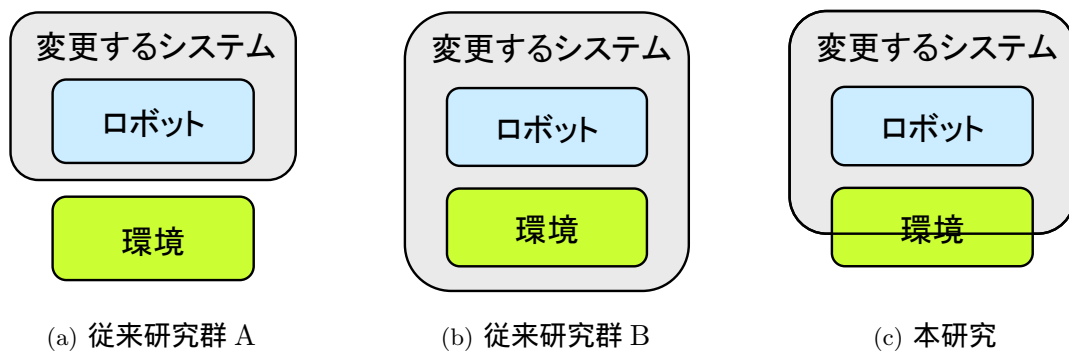 変更するシステム
ロボット
環境
(a) 従来研究群 A
変更するシステム
ロボット
環境
(b) 従来研究群 B
変更するシステム
ロボット
環境
(c) 本研究